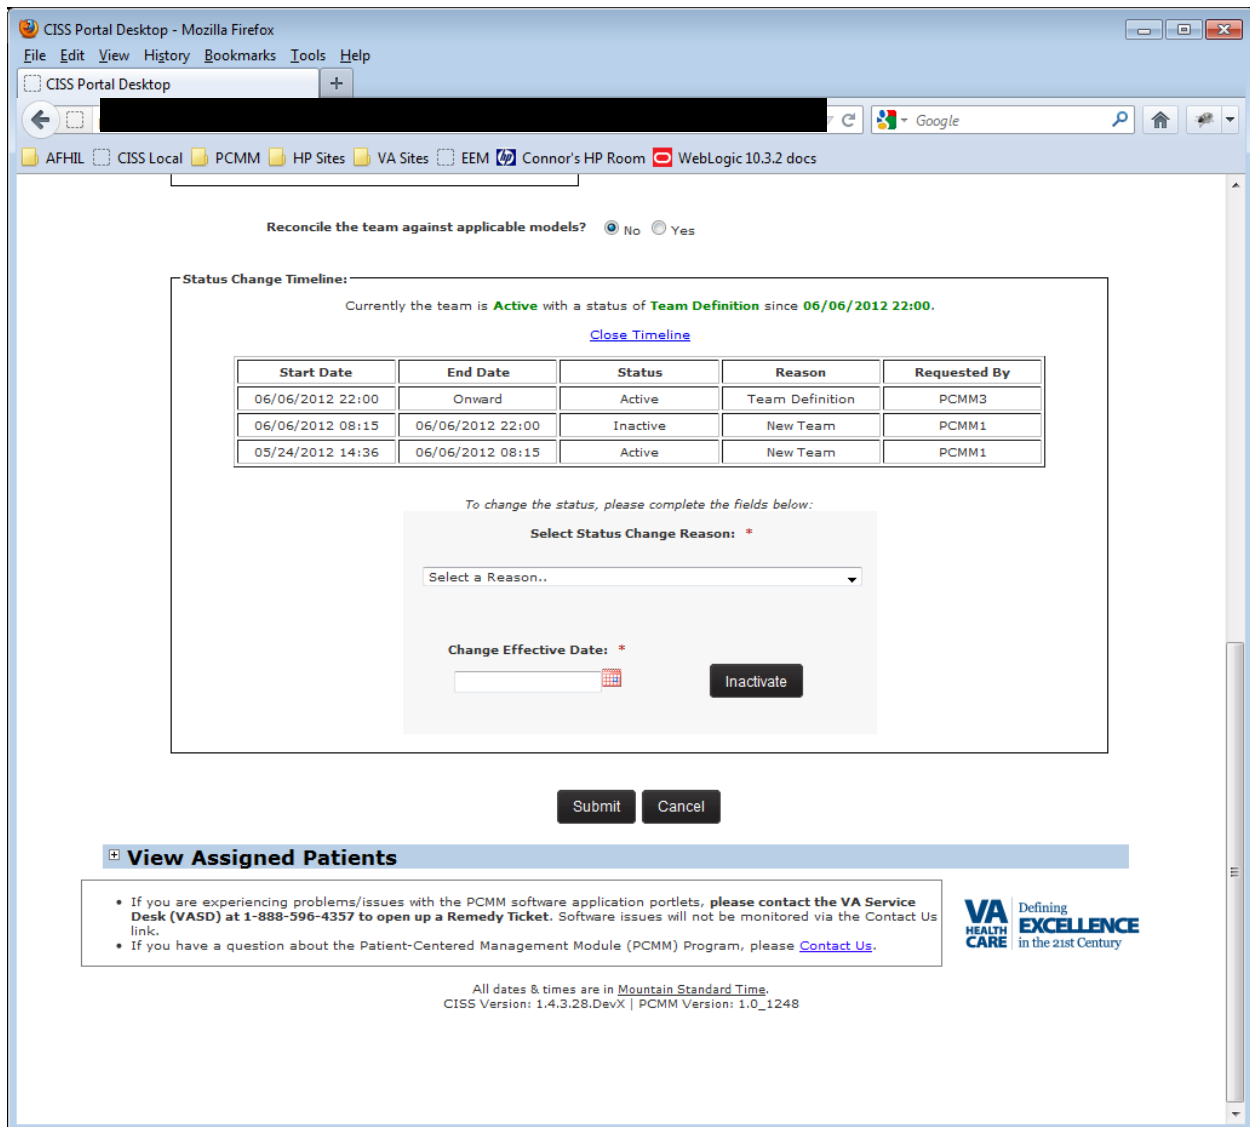 CISS Portal Desktop - Mozilla Firefox
File Edit View History Bookmarks Tools Help
CISS Portal Desktop
Google
AFHIL CISS Local PCMM HP Sites VA Sites EEM Connor's HP Room WebLogic 10.3.2 docs
Reconcile the team against applicable models? No Yes
Status Change Timeline:
Currently the team is Active with a status of Team Definition since 06/06/2012 22:00.
Close Timeline
Start Date End Date Status Reason Requested By
06/06/2012 22:00 Onward Active Team Definition PCMM3
06/06/2012 08:15 06/06/2012 22:00 Inactive New Team PCMM1
05/24/2012 14:36 06/06/2012 08:15 Active New Team PCMM1
To change the status, please complete the fields below:
Select Status Change Reason: *
Select a Reason..
Change Effective Date: *
Inactivate
Submit Cancel
View Assigned Patients
• If you are experiencing problems/issues with the PCMM software application portlets, please contact the VA Service
Desk (VASD) at 1-888-596-4357 to open up a Remedy Ticket. Software issues will not be monitored via the Contact Us
link.
• If you have a question about the Patient-Centered Management Module (PCMM) Program, please Contact Us.
VA
HEALTH
CARE
Defining
EXCELLENCE
in the 21st Century
All dates & times are in Mountain Standard Time.
CISS Version: 1.4.3.28.DevX | PCMM Version: 1.0_1248